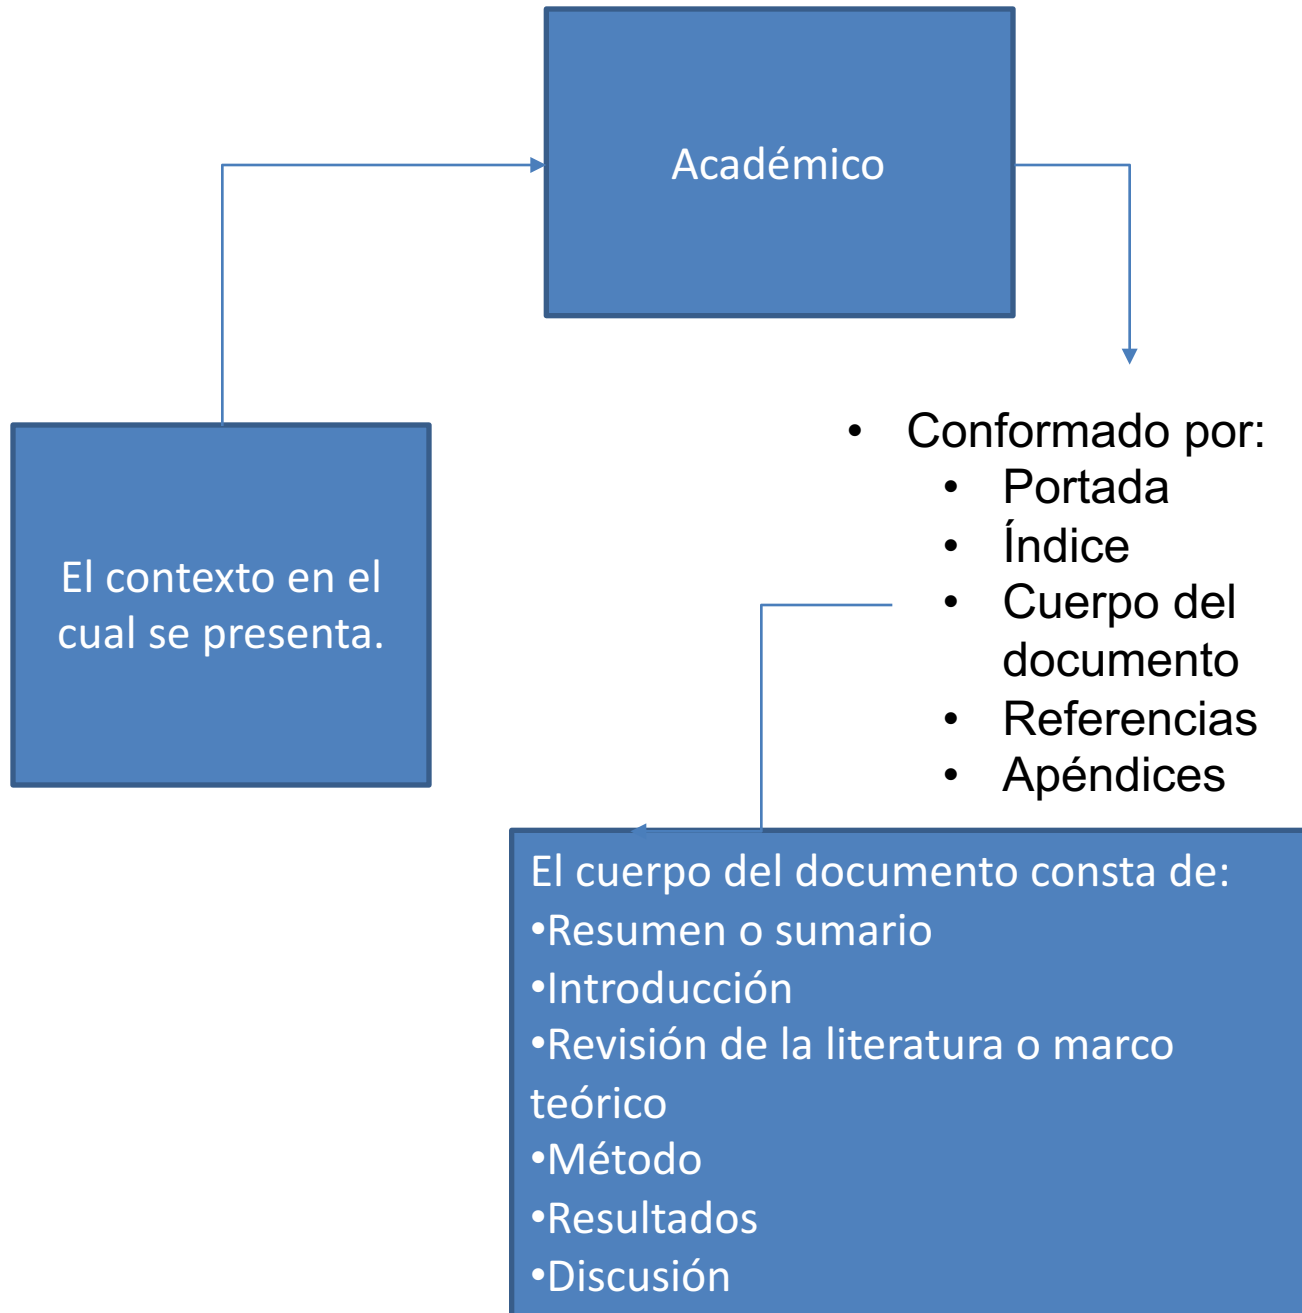 Académico
El contexto en el
cual se presenta.
• Conformado por:
• Portada
• Índice
• Cuerpo del
documento
• Referencias
• Apéndices
El cuerpo del documento consta de:
•Resumen o sumario
•Introducción
•Revisión de la literatura o marco
teórico
•Método
•Resultados
•Discusión